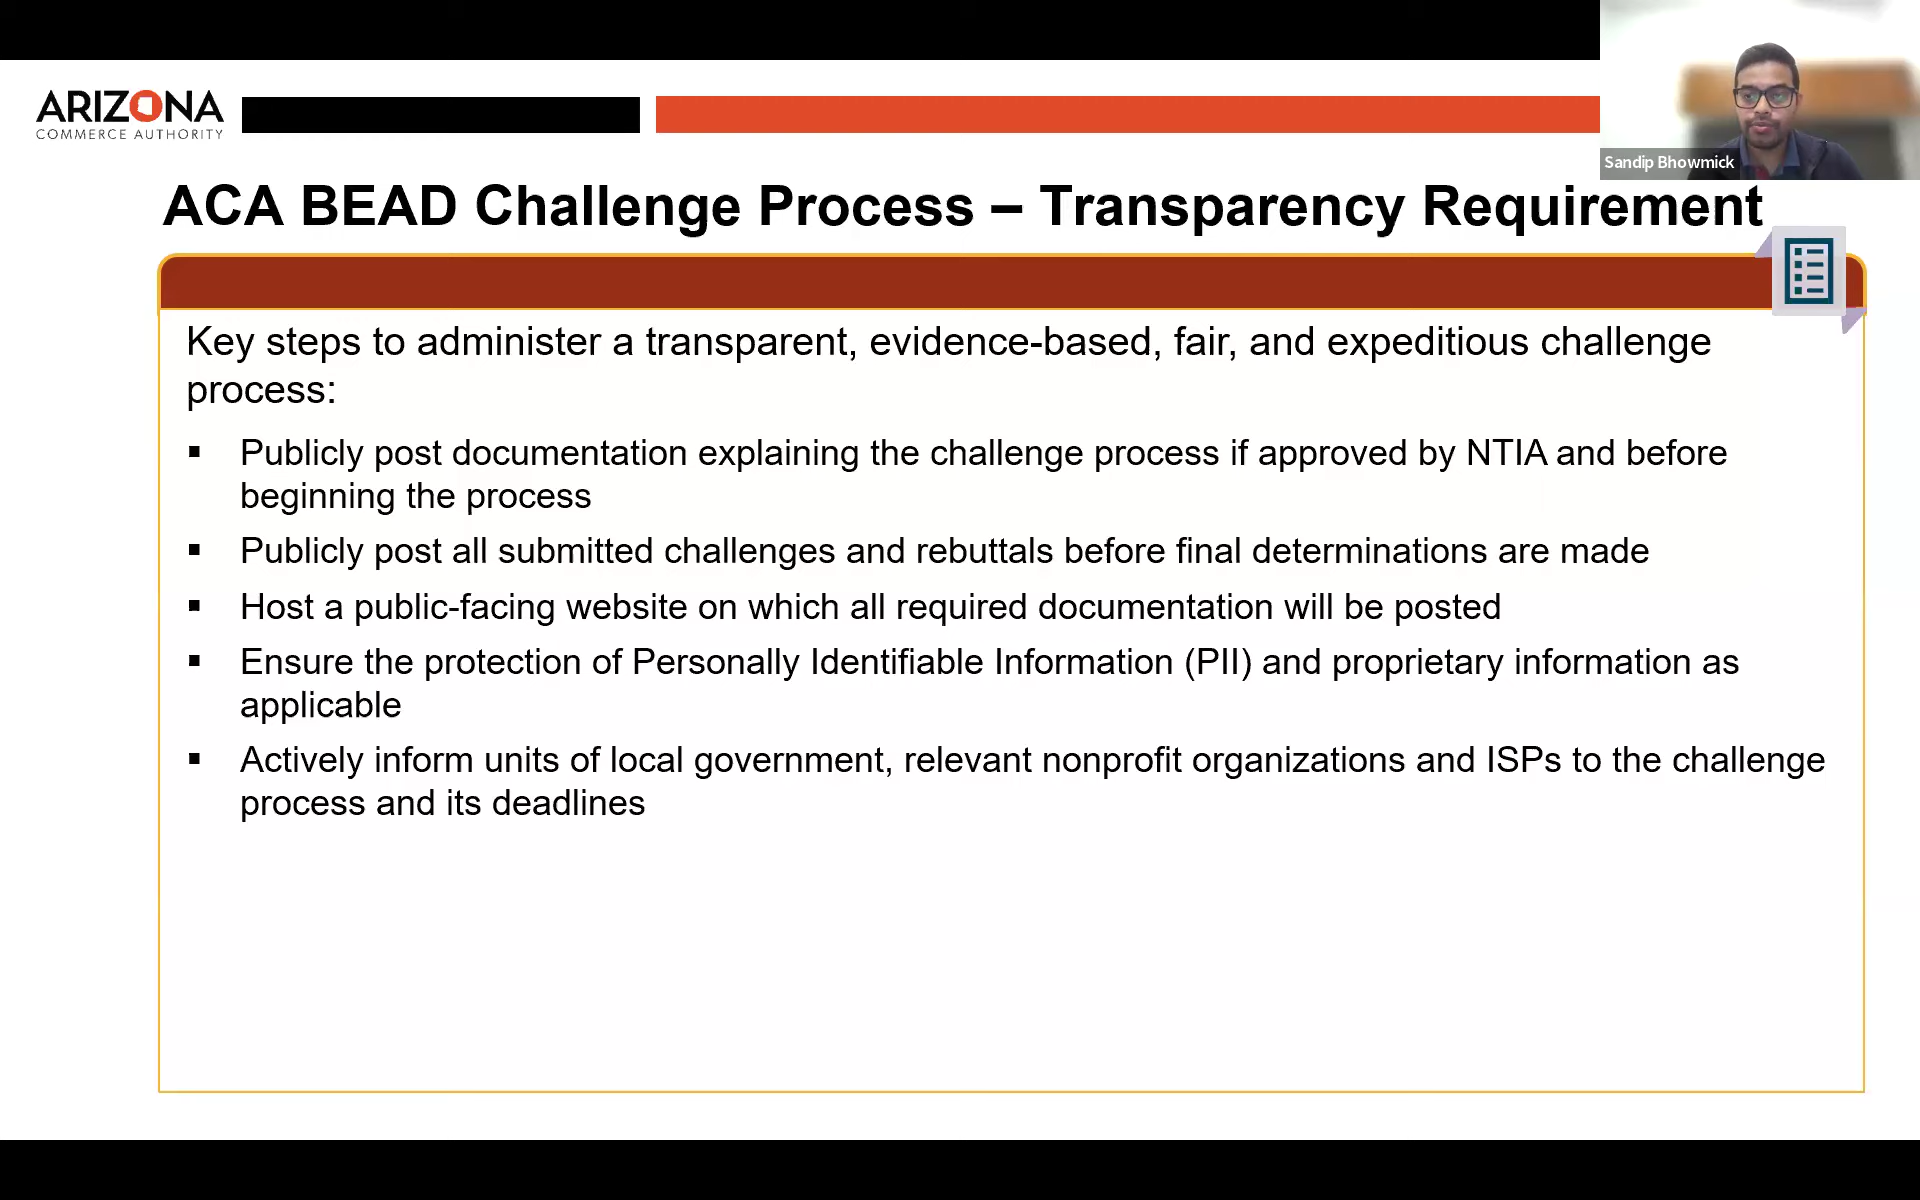 ARIZONA
COMMERCE AUTHORITY
Sandip Bhowmick
ACA BEAD Challenge Process – Transparency Requirement
Key steps to administer a transparent, evidence-based, fair, and expeditious challenge
process:
▪ Publicly post documentation explaining the challenge process if approved by NTIA and before
beginning the process
▪ Publicly post all submitted challenges and rebuttals before final determinations are made
▪ Host a public-facing website on which all required documentation will be posted
▪ Ensure the protection of Personally Identifiable Information (PII) and proprietary information as
applicable
▪ Actively inform units of local government, relevant nonprofit organizations and ISPs to the challenge
process and its deadlines